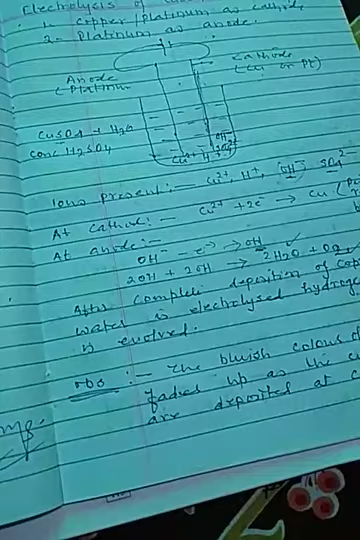 Electrolysis of
1. Copper/platinum as cathode
2- Platinum as anode.
Anode
(Platinum
Cathode
(Cu or Pt)
CuSO4 + H2O
Conc H2SO4
OH-
Cu2+ H+
Ions present:- Cu2+, H+, OH- SO4 2-
At Cathode:- Cu2+ + 2e- → Cu
At anode:-
OH- - e- → OH
2OH + 2OH → 2H2O + O2
After complete deposition of
water is electrolysed
is evolved.
obs:- The bluish colour
fades up as the
are deposited at